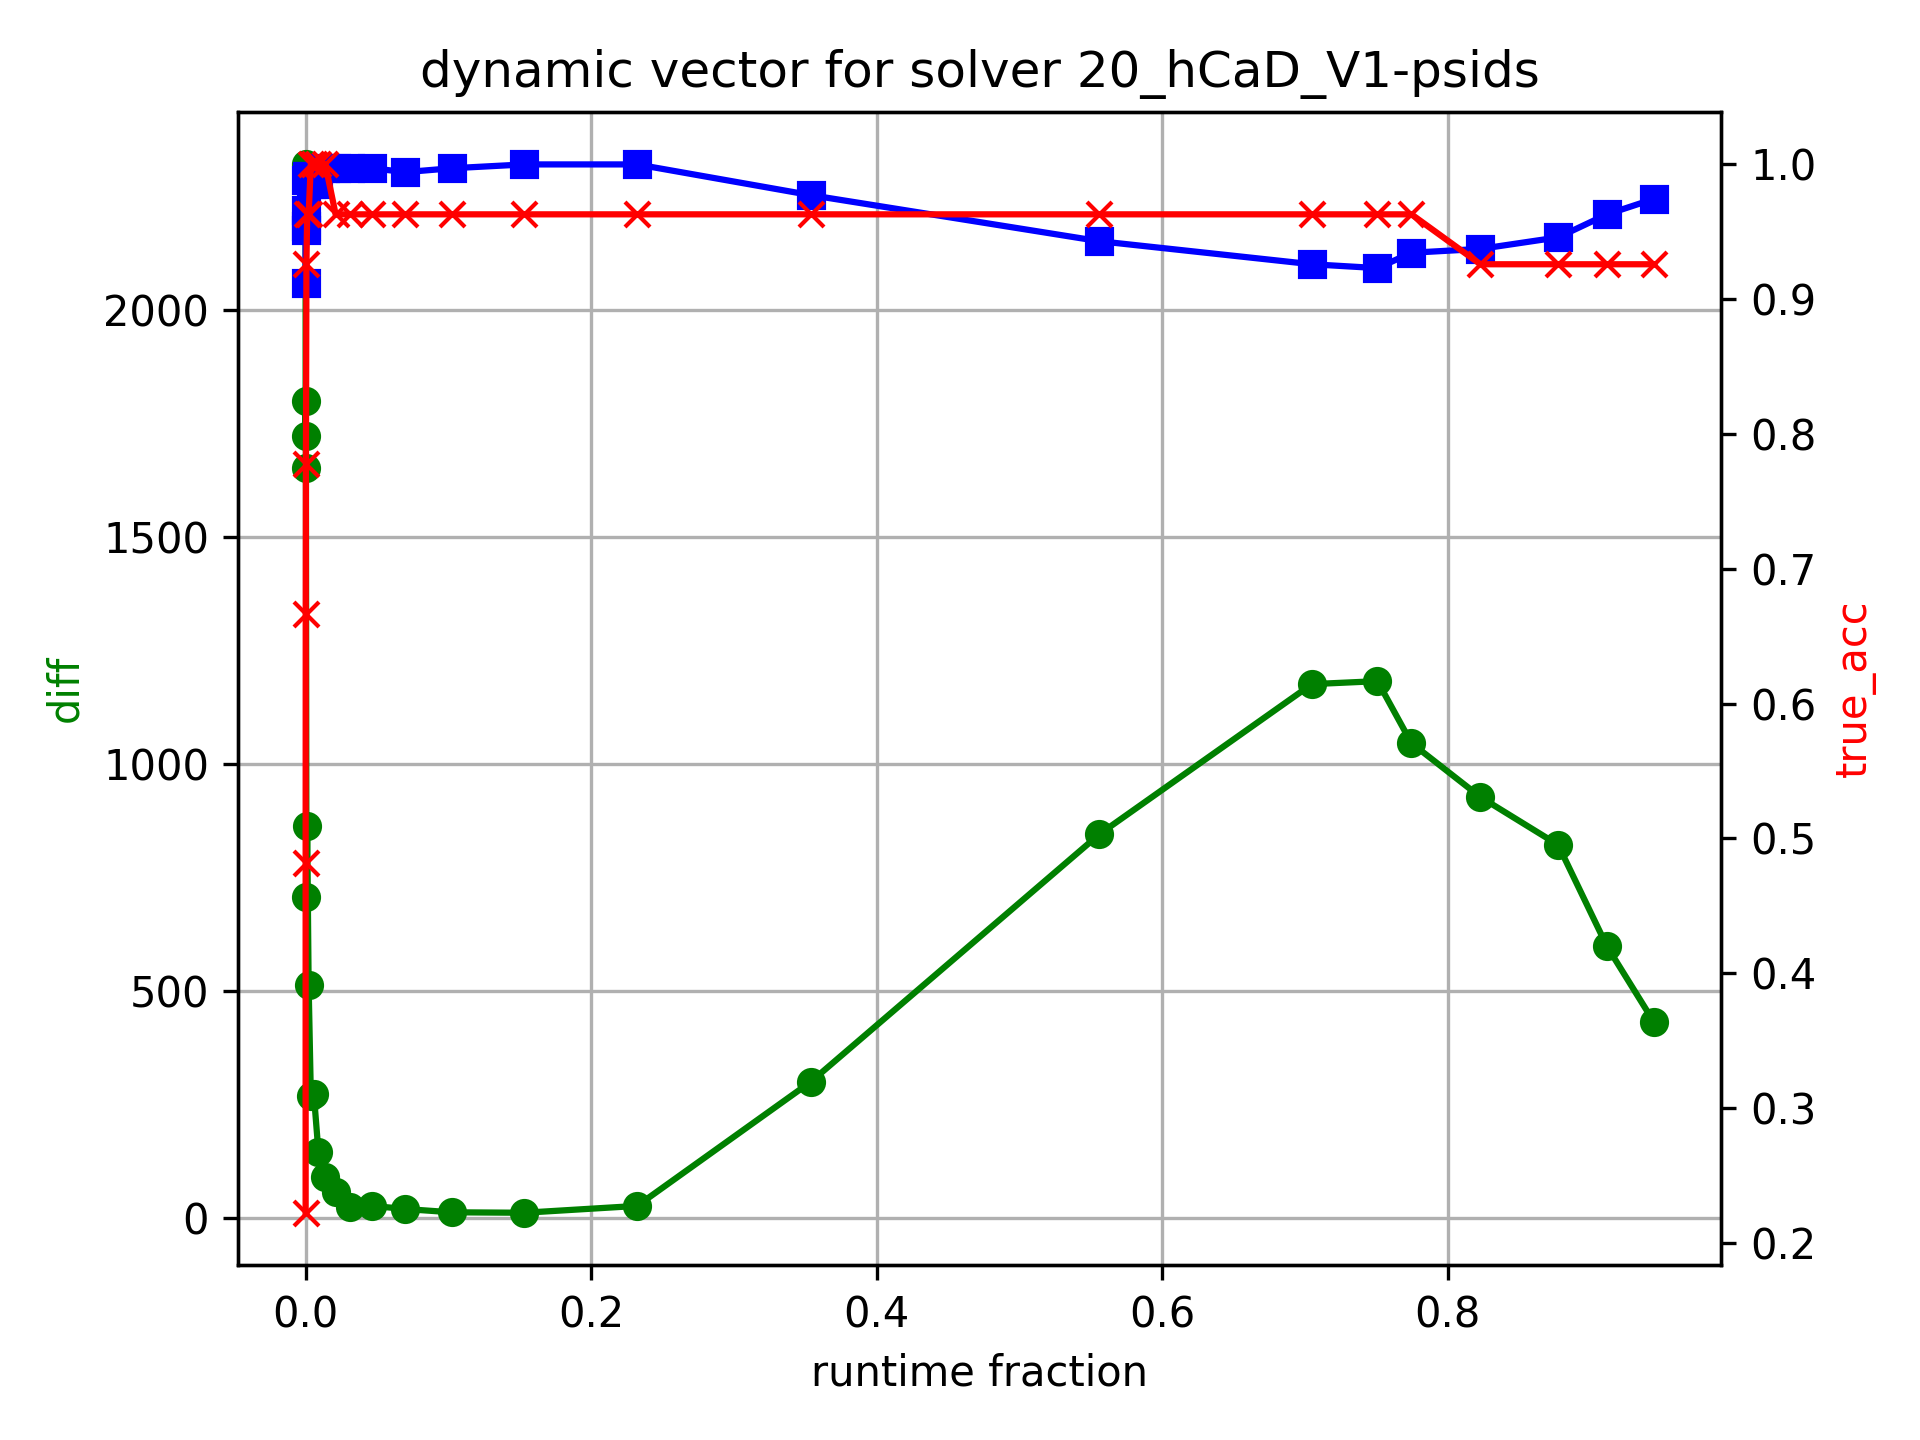 dynamic vector for solver 20_hCaD_V1-psids
2000
1500
1000
500
0
diff
1.0
0.9
0.8
0.7
0.6
0.5
0.4
0.3
0.2
true_acc
0.0 0.2 0.4 0.6 0.8
runtime fraction